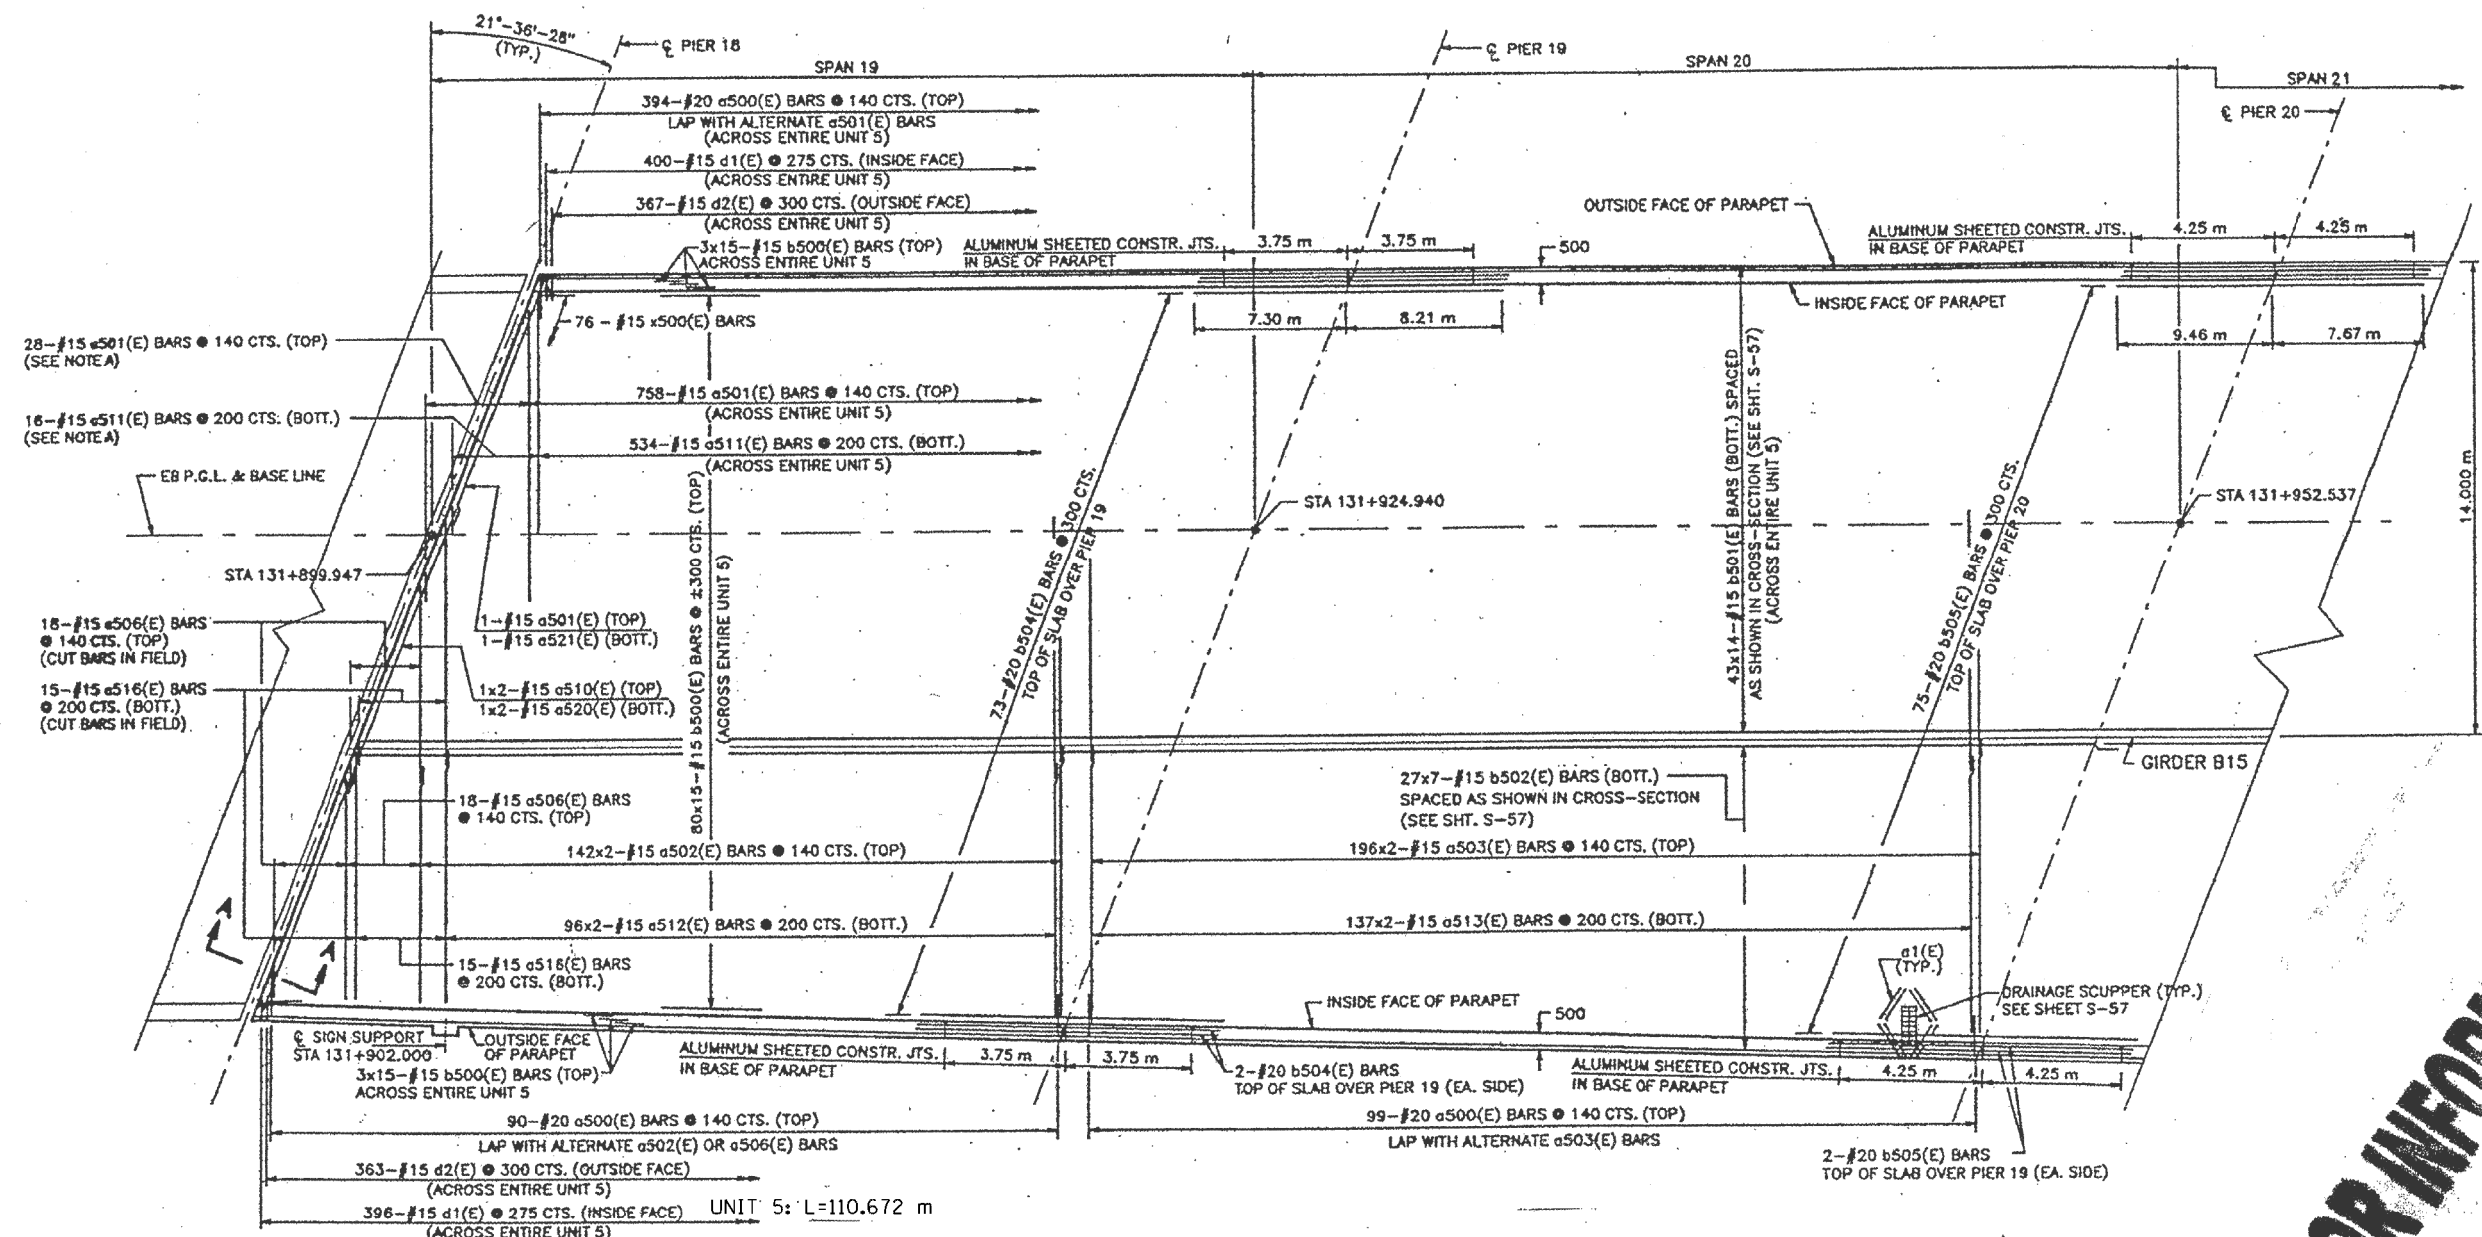 21°-36'-28"
(TYP.)
℄ PIER 18
℄ PIER 19
SPAN 19
SPAN 20
SPAN 21
℄ PIER 20
394-#20 a500(E) BARS @ 140 CTS. (TOP)
LAP WITH ALTERNATE a501(E) BARS
(ACROSS ENTIRE UNIT 5)
400-#15 d1(E) @ 275 CTS. (INSIDE FACE)
(ACROSS ENTIRE UNIT 5)
367-#15 d2(E) @ 300 CTS. (OUTSIDE FACE)
(ACROSS ENTIRE UNIT 5)
3x15-#15 b500(E) BARS (TOP)
ACROSS ENTIRE UNIT 5
ALUMINUM SHEETED CONSTR. JTS.
IN BASE OF PARAPET
3.75 m
3.75 m
500
OUTSIDE FACE OF PARAPET
ALUMINUM SHEETED CONSTR. JTS.
IN BASE OF PARAPET
4.25 m
4.25 m
INSIDE FACE OF PARAPET
76 - #15 x500(E) BARS
7.30 m
8.21 m
9.46 m
7.67 m
28-#15 a501(E) BARS @ 140 CTS. (TOP)
(SEE NOTE A)
758-#15 a501(E) BARS @ 140 CTS. (TOP)
(ACROSS ENTIRE UNIT 5)
16-#15 a511(E) BARS @ 200 CTS. (BOTT.)
(SEE NOTE A)
534-#15 a511(E) BARS @ 200 CTS. (BOTT.)
(ACROSS ENTIRE UNIT 5)
EB P.G.L. & BASE LINE
STA 131+899.947
STA 131+924.940
STA 131+952.537
14.000 m
80x15-#15 b500(E) BARS @ ±300 CTS. (TOP)
(ACROSS ENTIRE UNIT 5)
73-#20 b504(E) BARS @ 300 CTS.
TOP OF SLAB OVER PIER 19
43x14-#15 b501(E) BARS (BOTT.) SPACED
AS SHOWN IN CROSS-SECTION (SEE SHT. S-57)
(ACROSS ENTIRE UNIT 5)
75-#20 b505(E) BARS @ 300 CTS.
TOP OF SLAB OVER PIER 20
18-#15 a506(E) BARS
@ 140 CTS. (TOP)
(CUT BARS IN FIELD)
1-#15 a501(E) (TOP)
1-#15 a521(E) (BOTT.)
15-#15 a516(E) BARS
@ 200 CTS. (BOTT.)
(CUT BARS IN FIELD)
1x2-#15 a510(E) (TOP)
1x2-#15 a520(E) (BOTT.)
GIRDER B15
27x7-#15 b502(E) BARS (BOTT.)
SPACED AS SHOWN IN CROSS-SECTION
(SEE SHT. S-57)
18-#15 a506(E) BARS
@ 140 CTS. (TOP)
142x2-#15 a502(E) BARS @ 140 CTS. (TOP)
196x2-#15 a503(E) BARS @ 140 CTS. (TOP)
A
A
96x2-#15 a512(E) BARS @ 200 CTS. (BOTT.)
137x2-#15 a513(E) BARS @ 200 CTS. (BOTT.)
15-#15 a516(E) BARS
@ 200 CTS. (BOTT.)
a1(E)
(TYP.)
DRAINAGE SCUPPER (TYP.)
SEE SHEET S-57
INSIDE FACE OF PARAPET
500
℄ SIGN SUPPORT
STA 131+902.000
OUTSIDE FACE
OF PARAPET
3x15-#15 b500(E) BARS (TOP)
ACROSS ENTIRE UNIT 5
ALUMINUM SHEETED CONSTR. JTS.
IN BASE OF PARAPET
3.75 m
3.75 m
2-#20 b504(E) BARS
TOP OF SLAB OVER PIER 19 (EA. SIDE)
ALUMINUM SHEETED CONSTR. JTS.
IN BASE OF PARAPET
4.25 m
4.25 m
90-#20 a500(E) BARS @ 140 CTS. (TOP)
LAP WITH ALTERNATE a502(E) OR a506(E) BARS
99-#20 a500(E) BARS @ 140 CTS. (TOP)
LAP WITH ALTERNATE a503(E) BARS
2-#20 b505(E) BARS
TOP OF SLAB OVER PIER 19 (EA. SIDE)
363-#15 d2(E) @ 300 CTS. (OUTSIDE FACE)
(ACROSS ENTIRE UNIT 5)
396-#15 d1(E) @ 275 CTS. (INSIDE FACE)
(ACROSS ENTIRE UNIT 5)
UNIT 5: L=110.672 m